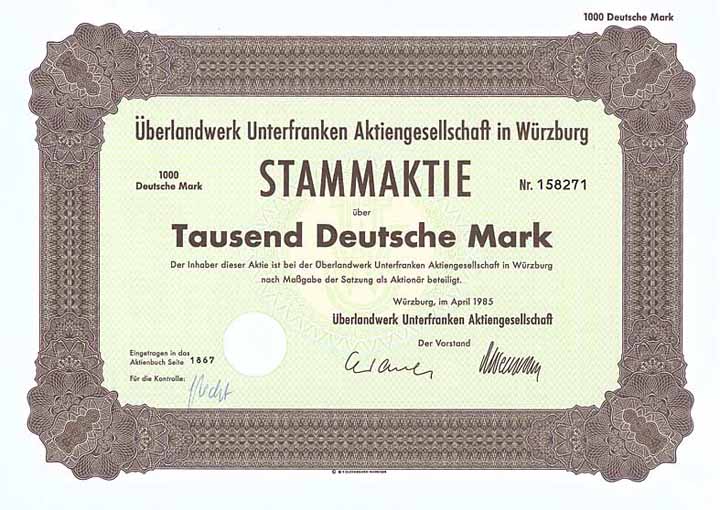 1000 Deutsche Mark
Überlandwerk Unterfranken Aktiengesellschaft in Würzburg
1000
Deutsche Mark
STAMMAKTIE
Nr. 158271
über
Tausend Deutsche Mark
Der Inhaber dieser Aktie ist bei der Überlandwerk Unterfranken Aktiengesellschaft in Würzburg
nach Maßgabe der Satzung als Aktionär beteiligt.
Würzburg, im April 1985
Überlandwerk Unterfranken Aktiengesellschaft
Der Vorstand
Eingetragen in das
Aktienbuch Seite 1867
Für die Kontrolle: